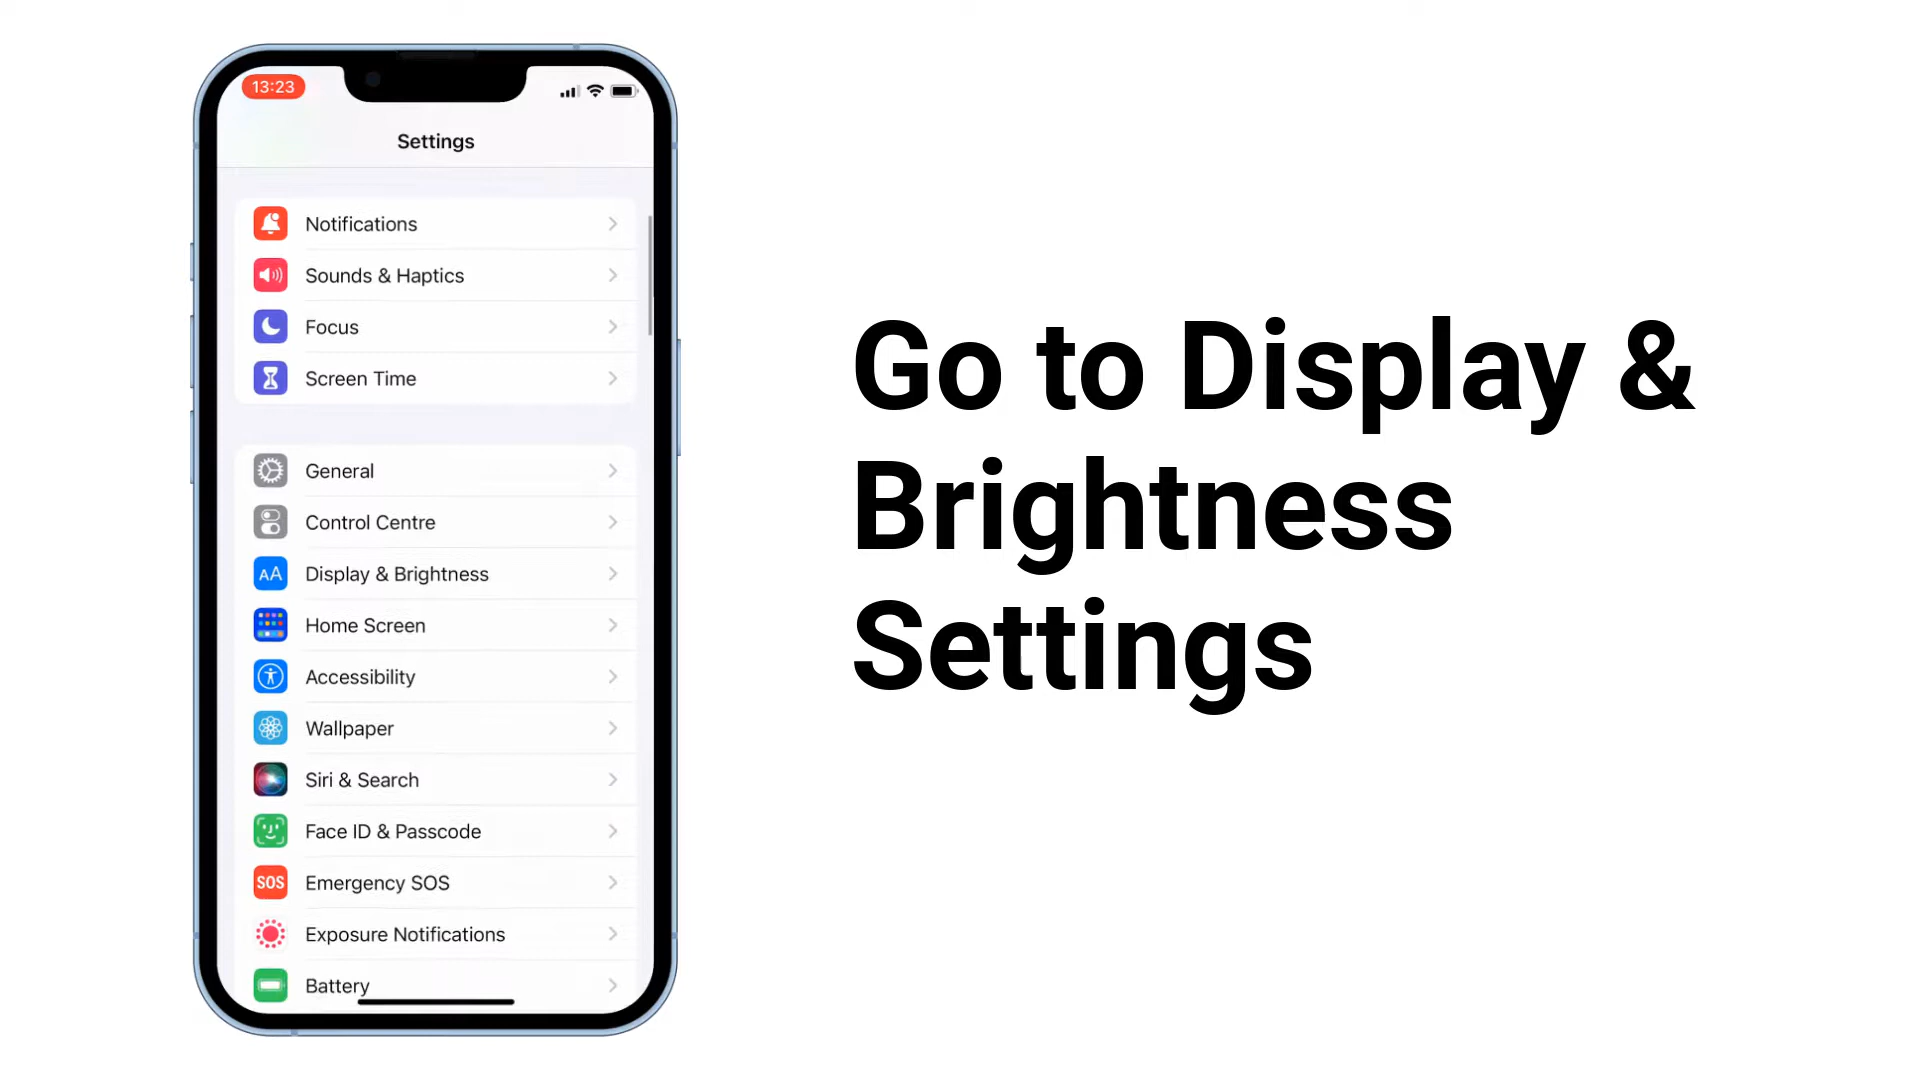 13:23
Settings
Notifications
Sounds & Haptics
Focus
Screen Time
General
Control Centre
AA Display & Brightness
Home Screen
Accessibility
Wallpaper
Siri & Search
Face ID & Passcode
SOS Emergency SOS
Exposure Notifications
Battery
Go to Display &
Brightness
Settings